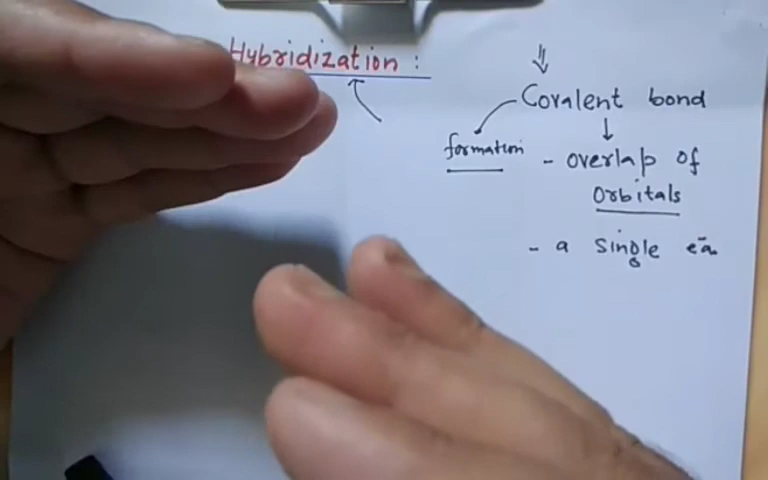 Hybridization :
Covalent bond
formation - overlap of
orbitals
- a single